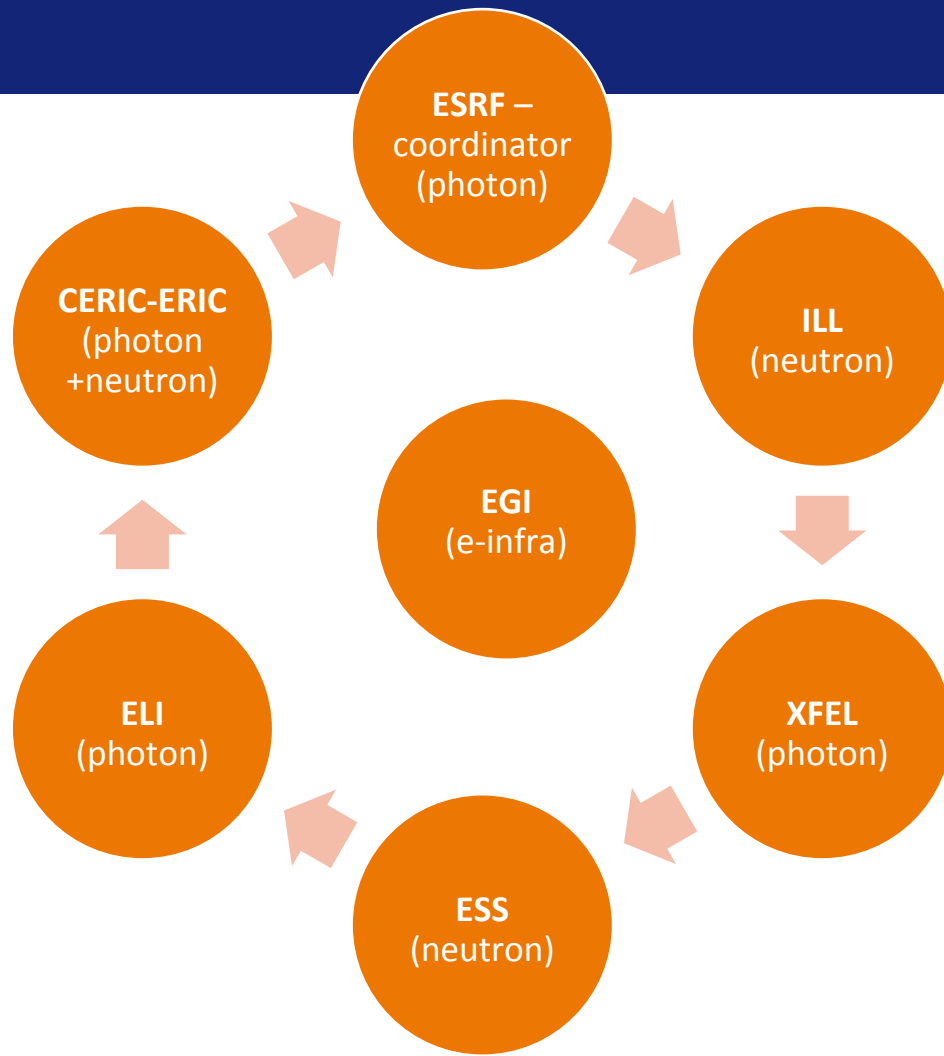 ESRF –
coordinator
(photon)
CERIC-ERIC
(photon
+neutron)
ILL
(neutron)
EGI
(e-infra)
ELI
(photon)
XFEL
(photon)
ESS
(neutron)